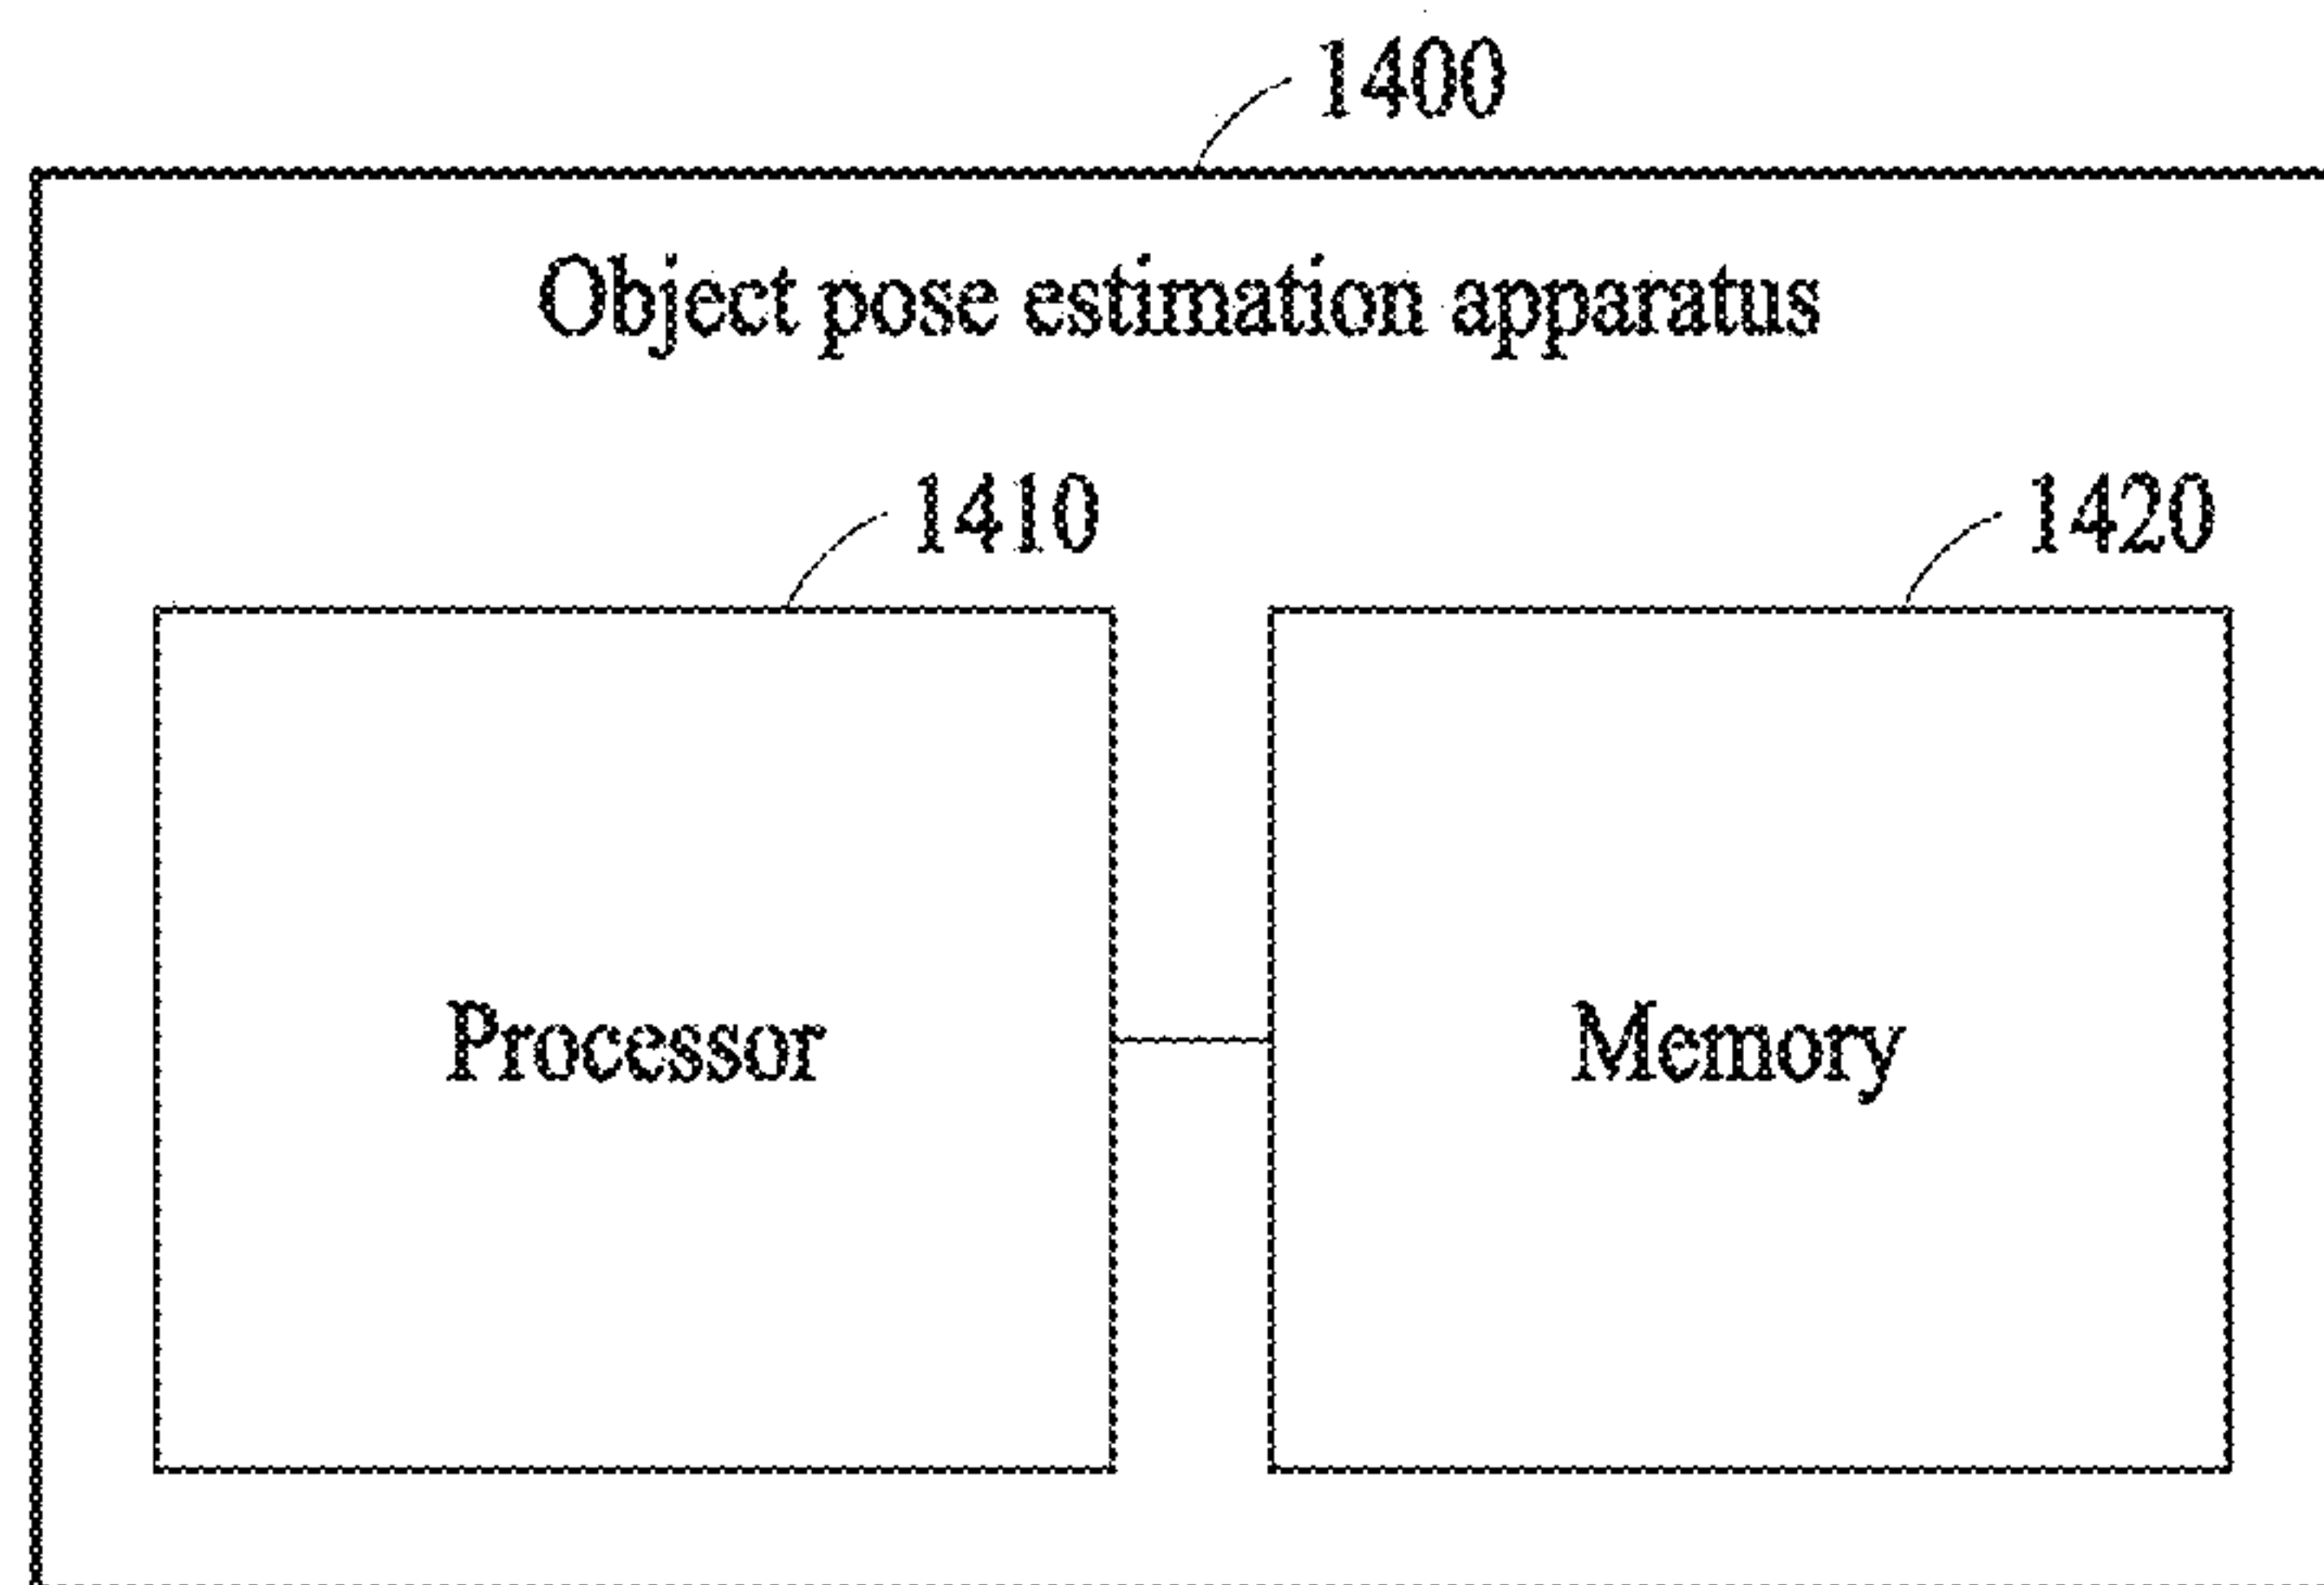 1400
Object pose estimation apparatus
1410
1420
Processor
Memory